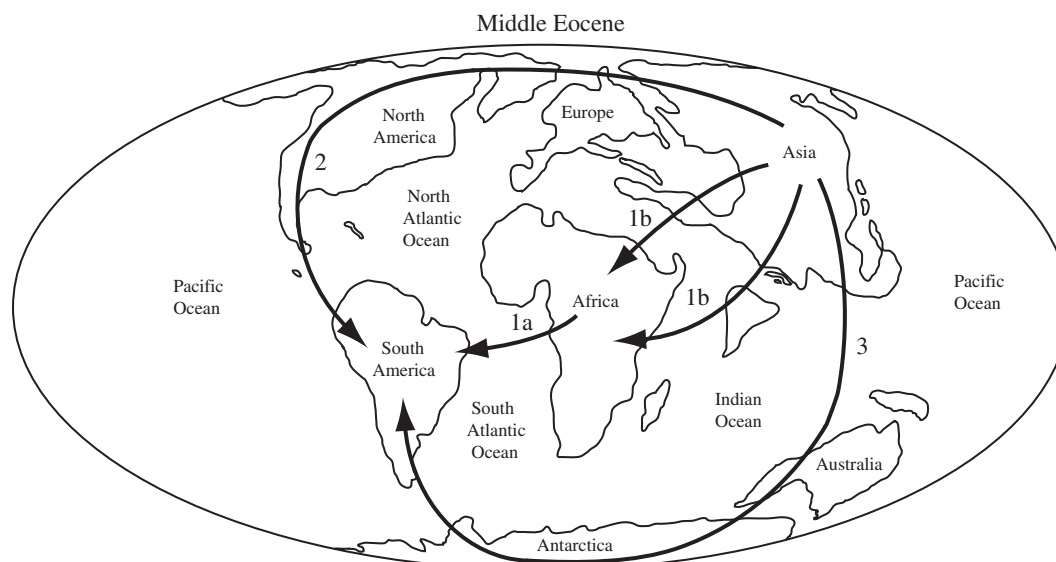 Middle Eocene
North
America
Europe
Asia
2
North
Atlantic
Ocean
1b
Pacific
Ocean
Africa
1b
Pacific
Ocean
1a
South
America
3
South
Atlantic
Ocean
Indian
Ocean
Australia
Antarctica